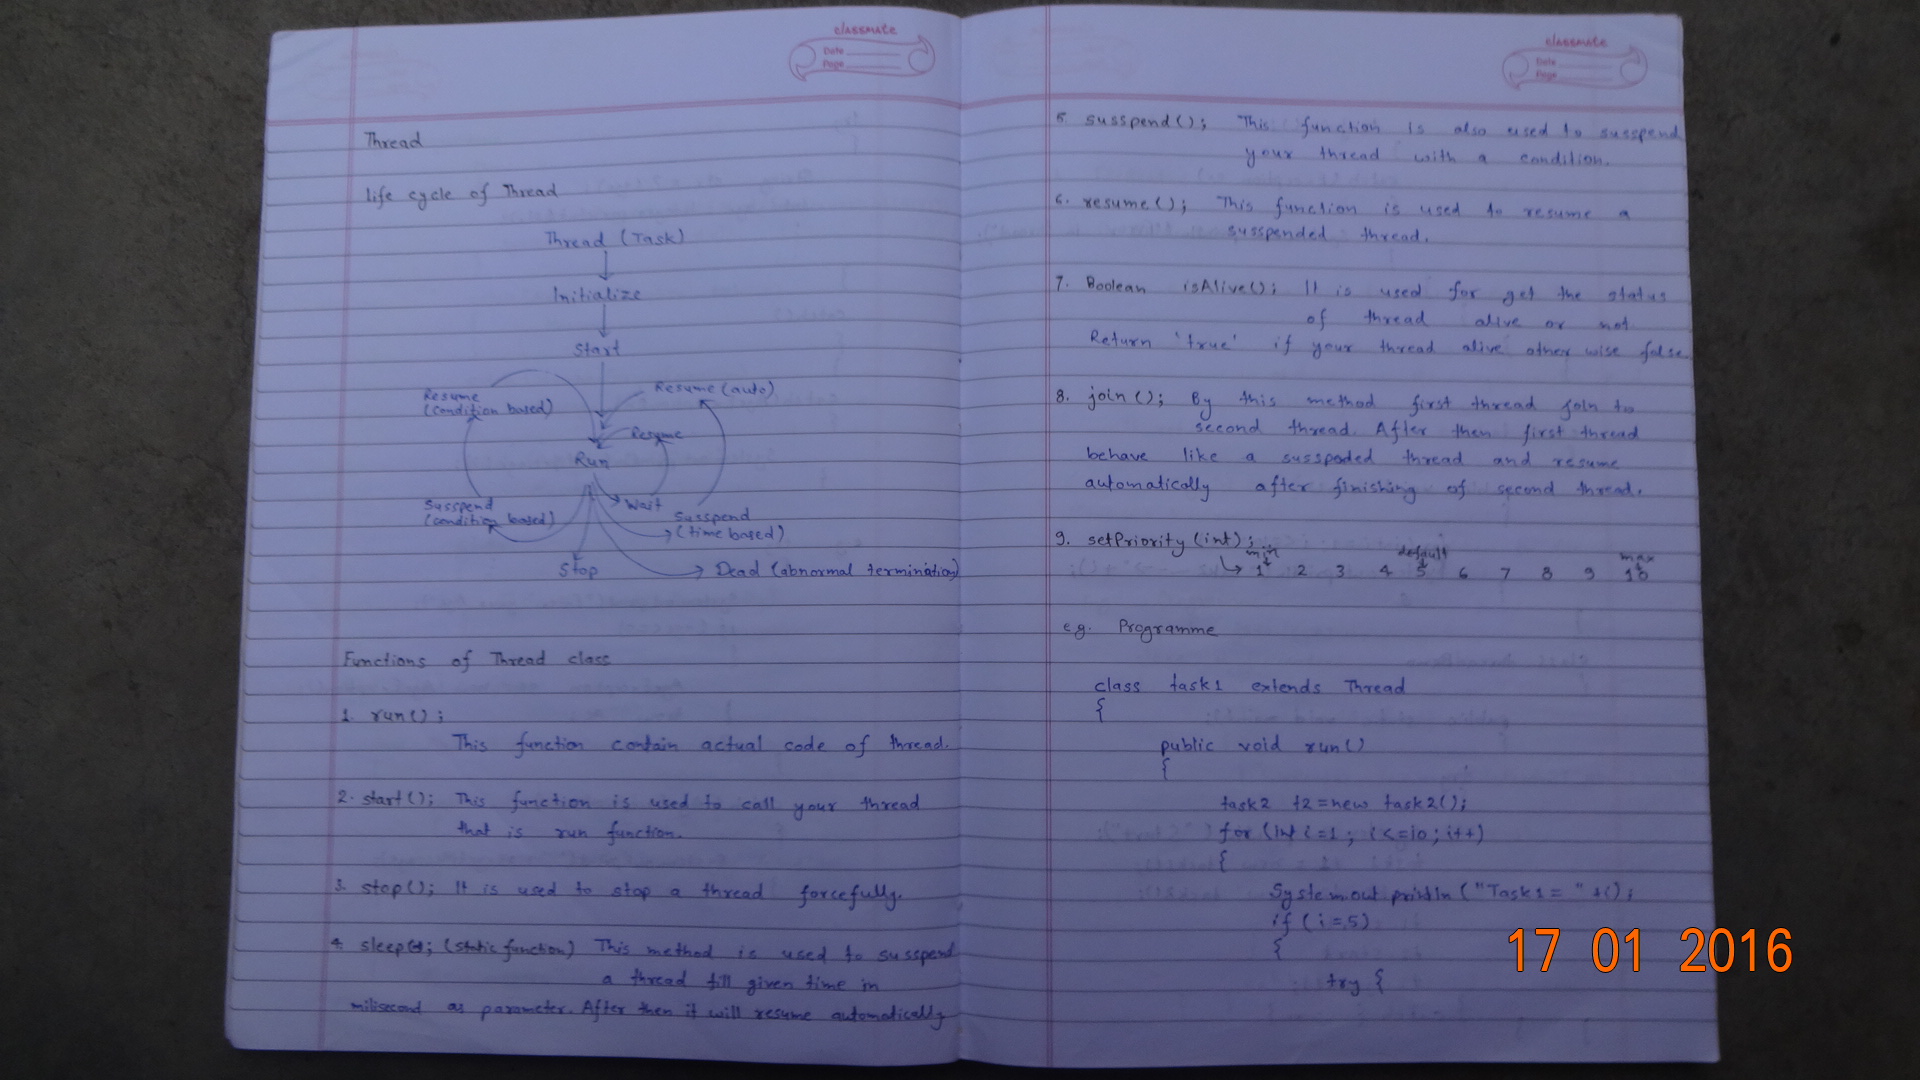 classmate
Date
Page
Thread
life cycle of Thread
Thread (Task)
Initialize
Start
Resume
(condition based)
Resume (auto)
Resume
Run
Susspend
(condition based)
Wait
Susspend
(time based)
Stop
Dead (abnormal termination)
Functions of Thread class
1. run();
This function contain actual code of thread.
2. start(); This function is used to call your thread
that is run function.
3. stop(); It is used to stop a thread forcefully.
4. sleep(); (static function) This method is used to susspend
a thread till given time in
milisecond as parameter. After then it will resume automatically
classmate
Date
Page
5. susspend(); This function is also used to susspend
your thread with a condition.
6. resume(); This function is used to resume a
susspended thread.
7. Boolean isAlive(); It is used for get the status
of thread alive or not
Return 'true' if your thread alive other wise false
8. join(); By this method first thread join to
second thread. After then first thread
behave like a susspended thread and resume
automatically after finishing of second thread.
9. setPriority (int);
min default max
1 2 3 4 5 6 7 8 9 10
eg. Programme
class task1 extends Thread
{
public void run()
{
task2 t2 = new task2();
for (int i=1; i<=10; i++)
{
System.out.println ("Task1 = " +i);
if (i=5)
{
try {
17 01 2016